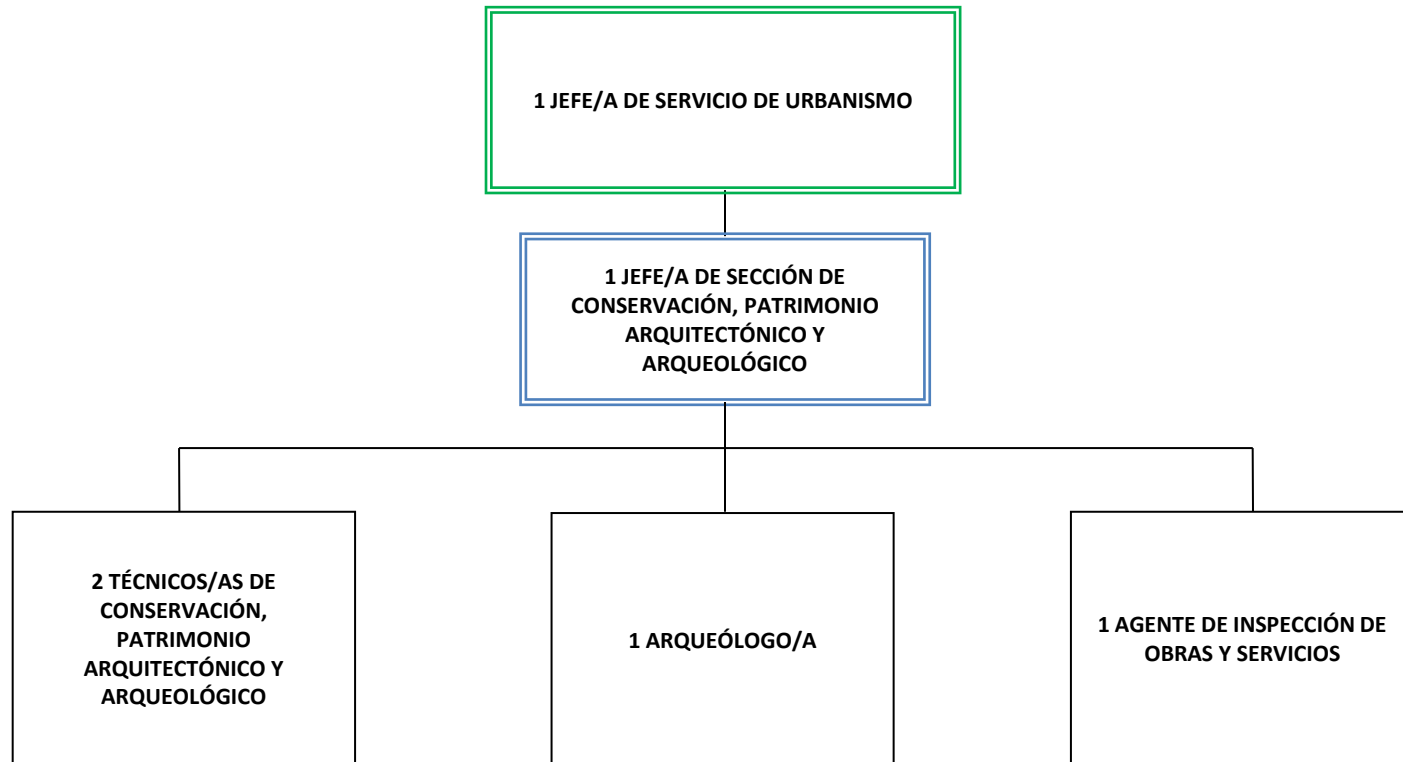 1 JEFE/A DE SERVICIO DE URBANISMO
1 JEFE/A DE SECCIÓN DE
CONSERVACIÓN, PATRIMONIO
ARQUITECTÓNICO Y
ARQUEOLÓGICO
2 TÉCNICOS/AS DE
CONSERVACIÓN,
PATRIMONIO
ARQUITECTÓNICO Y
ARQUEOLÓGICO
1 ARQUEÓLOGO/A
1 AGENTE DE INSPECCIÓN DE
OBRAS Y SERVICIOS